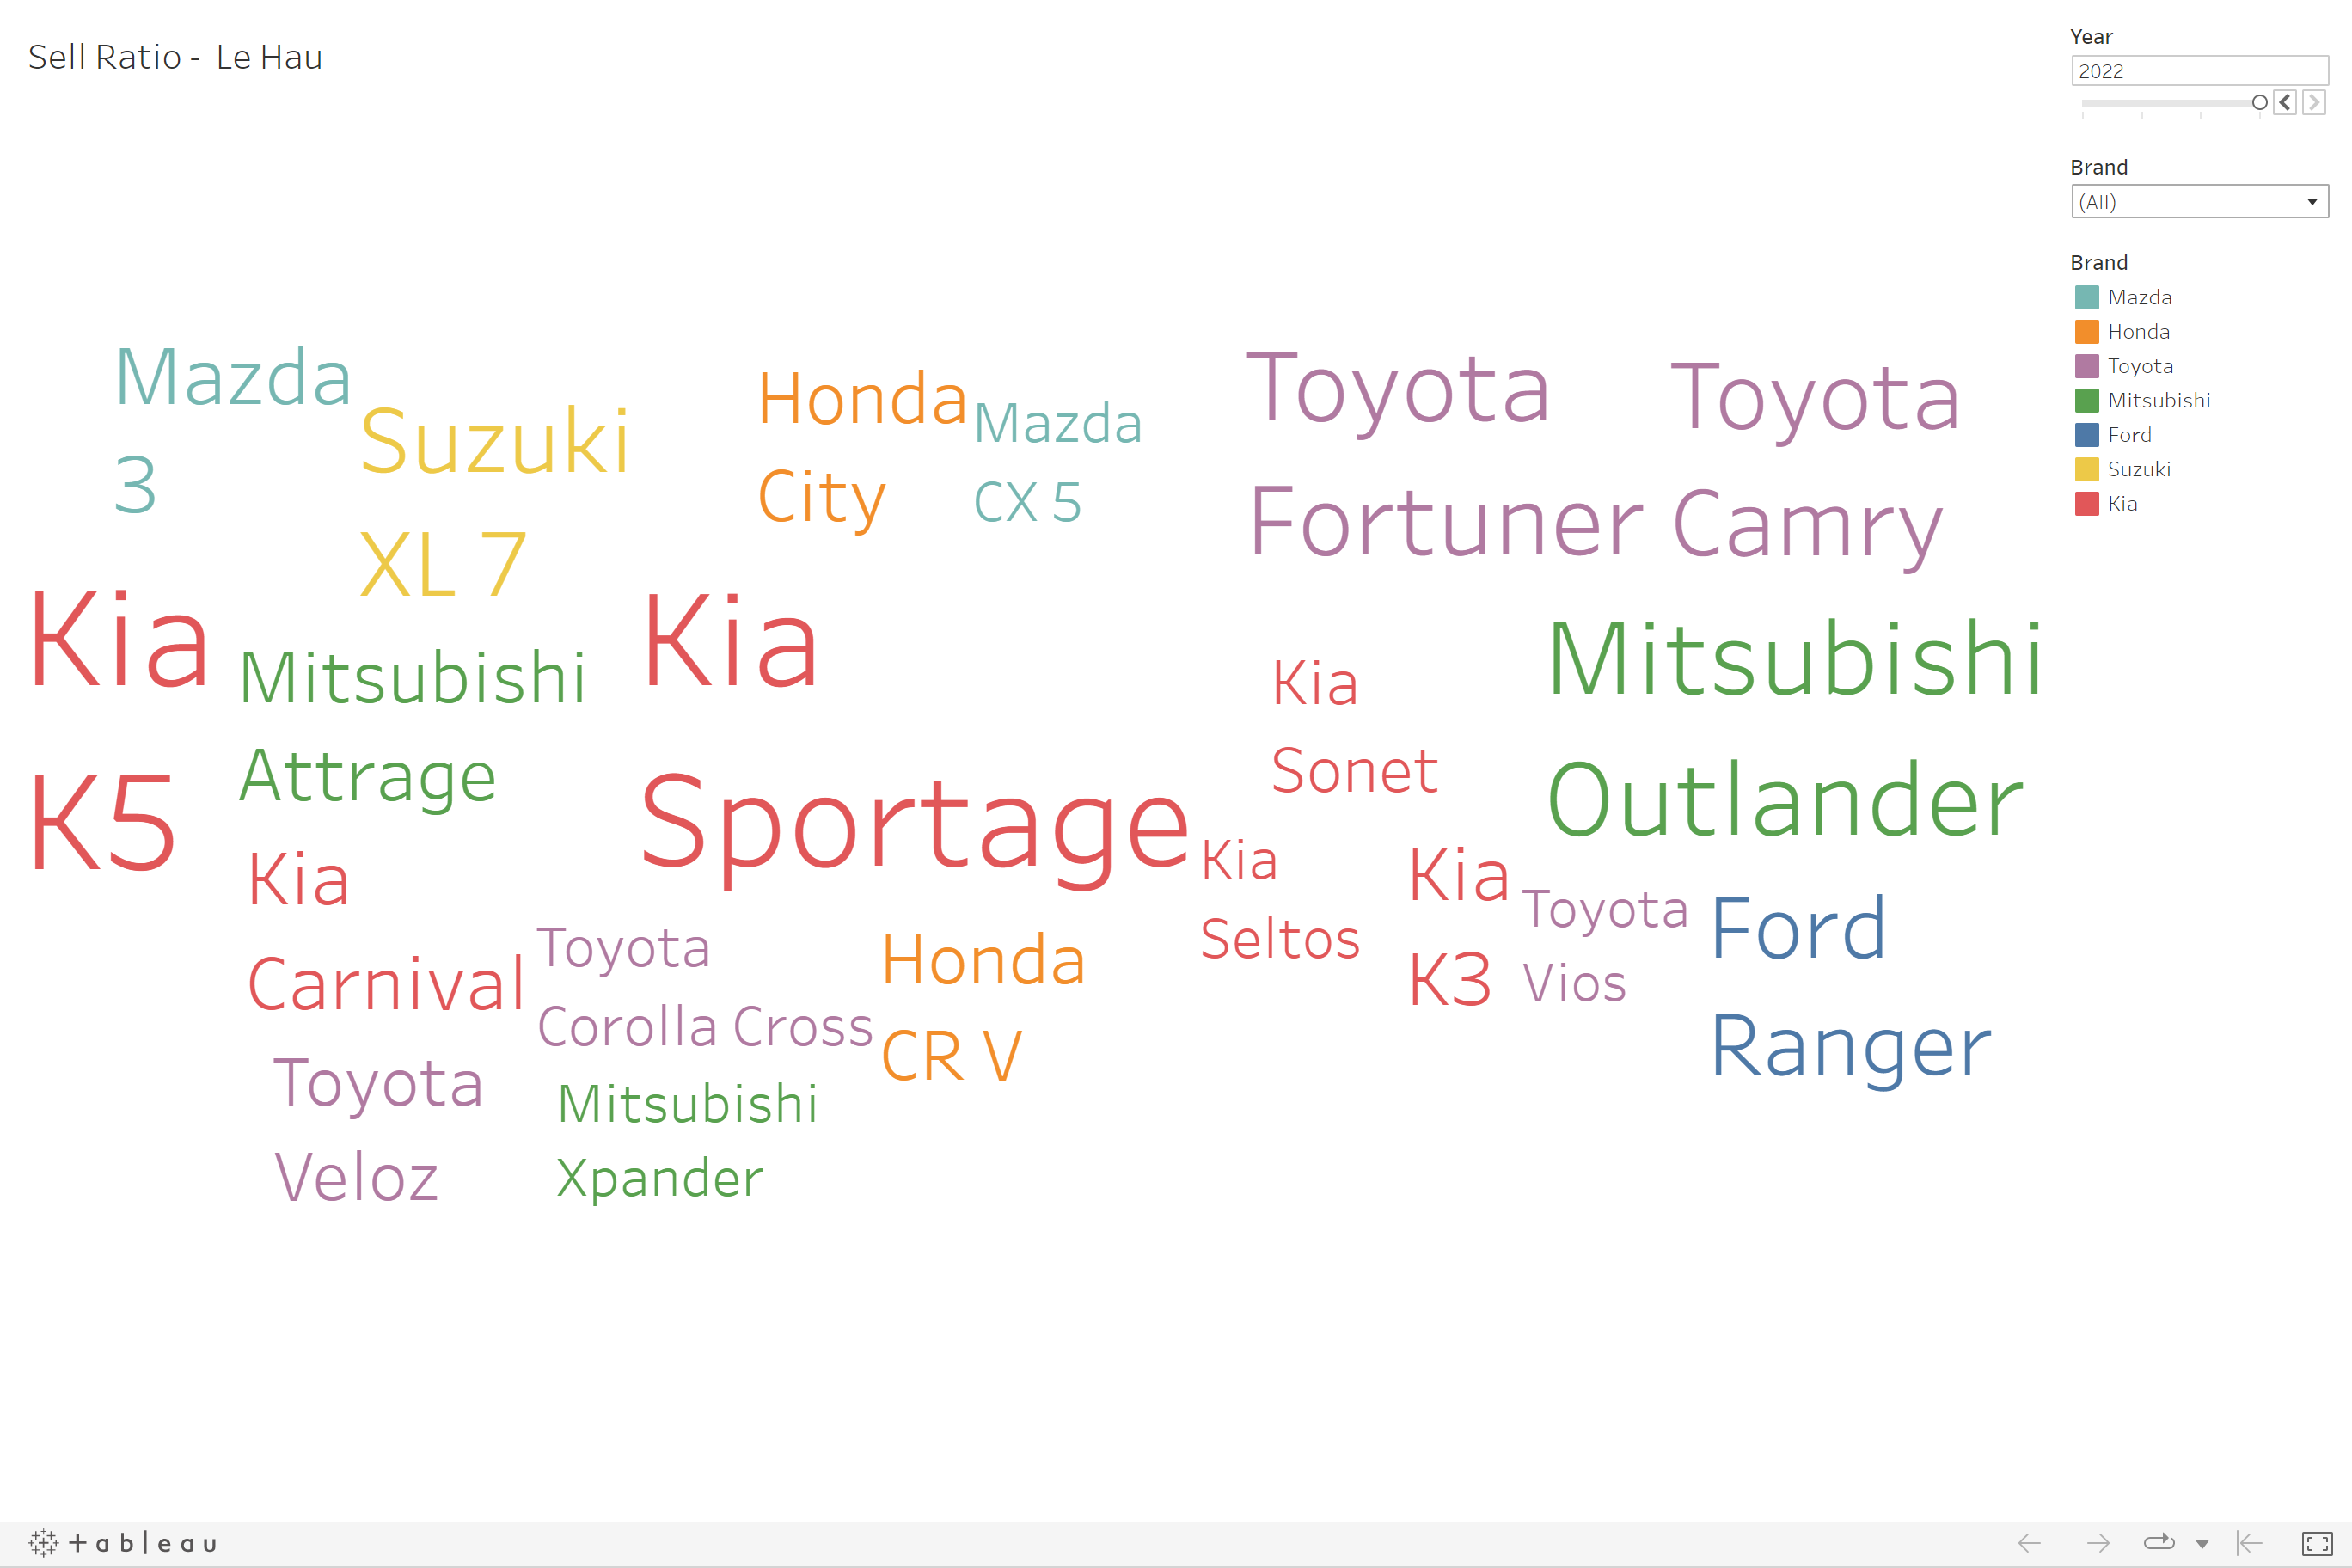 Sell Ratio - Le Hau
Year
2022
Brand
(All)
Brand
Mazda
Honda
Toyota
Mitsubishi
Ford
Suzuki
Kia
Mazda
3
Suzuki
XL 7
Honda
City
Mazda
CX 5
Toyota
Fortuner
Toyota
Camry
Kia
K5
Mitsubishi
Attrage
Kia
Sportage
Kia
Sonet
Mitsubishi
Outlander
Kia
Carnival
Toyota
Corolla Cross
Honda
CR V
Kia
Seltos
Kia
K3
Toyota
Vios
Ford
Ranger
Toyota
Veloz
Mitsubishi
Xpander
+ableau